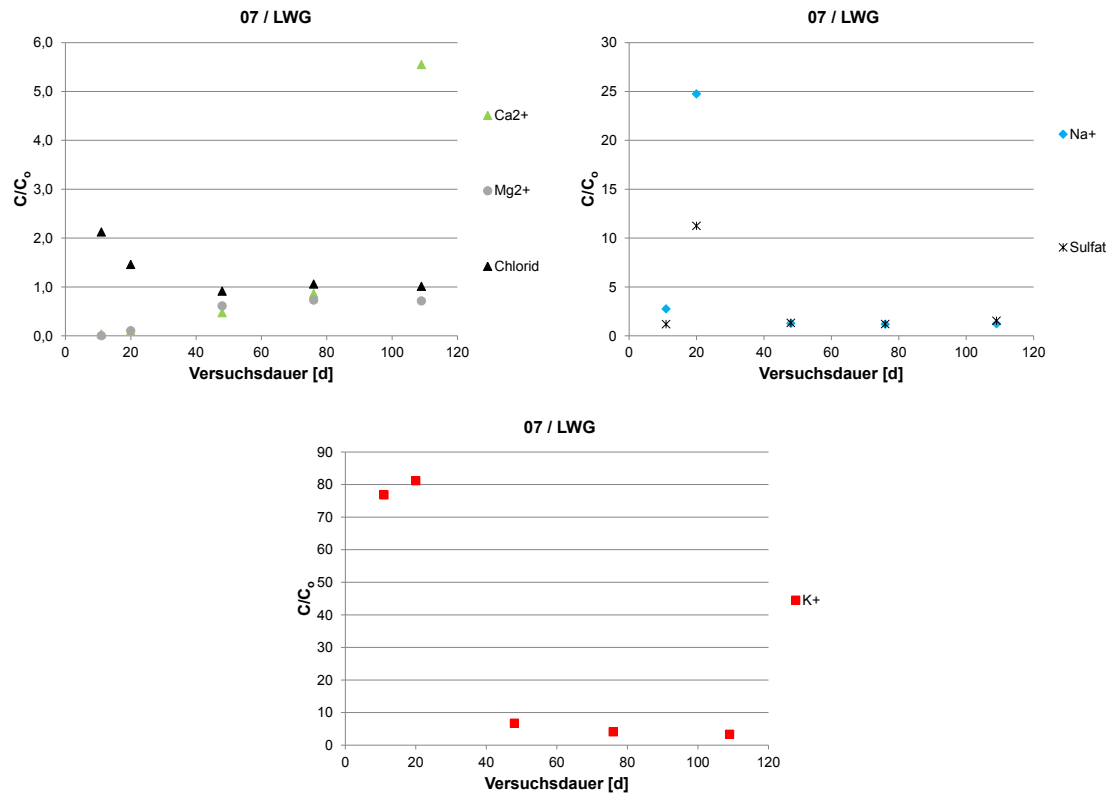 07 / LWG
6,0
5,0
4,0
3,0
2,0
1,0
0,0
C/Co
0 20 40 60 80 100 120
Versuchsdauer [d]
Ca2+
Mg2+
Chlorid
07 / LWG
30
25
20
15
10
5
0
C/Co
0 20 40 60 80 100 120
Versuchsdauer [d]
Na+
Sulfat
07 / LWG
90
80
70
60
50
40
30
20
10
0
C/Co
0 20 40 60 80 100 120
Versuchsdauer [d]
K+